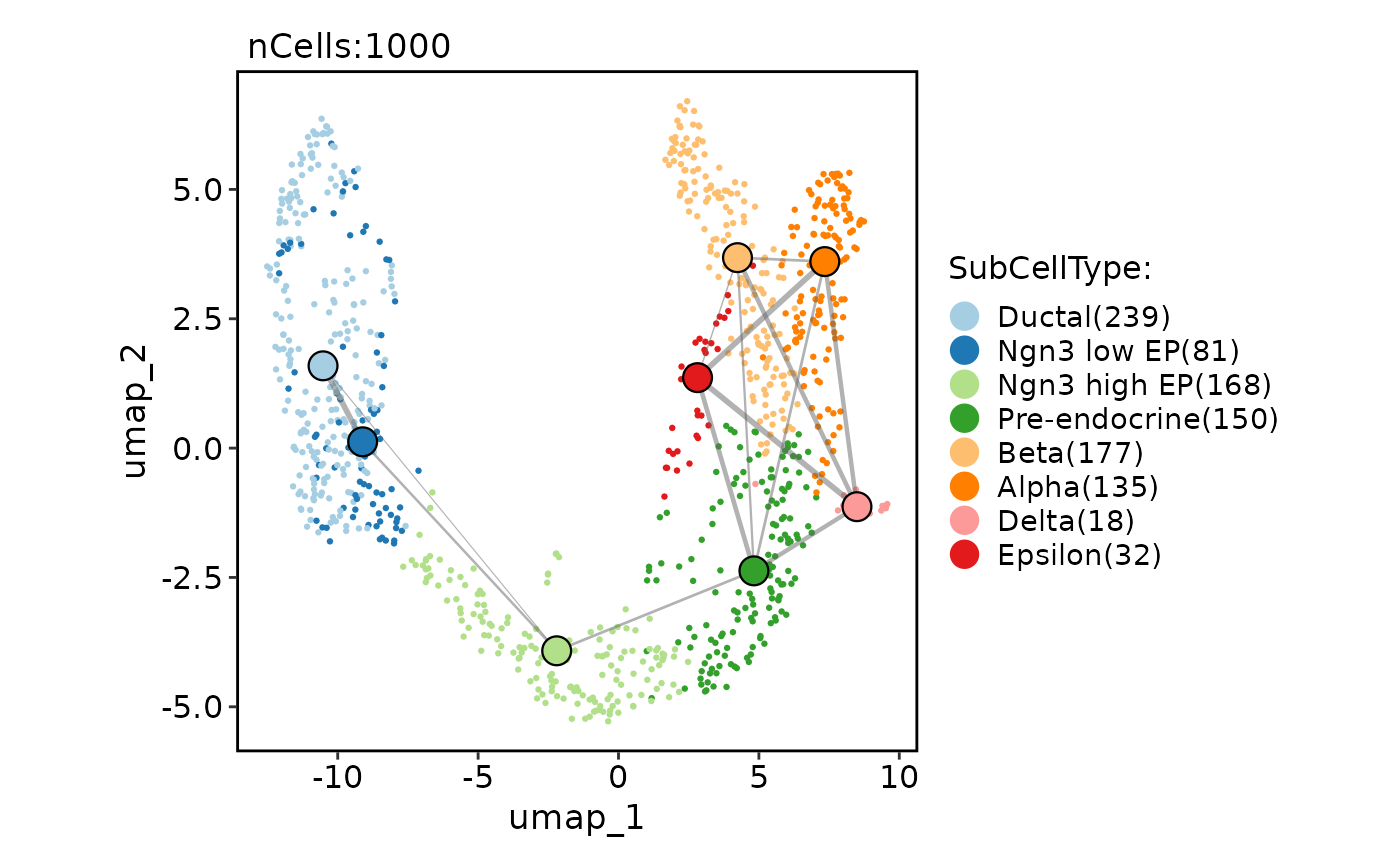 nCells:1000
5.0
2.5
0.0
-2.5
-5.0
umap_2
-10
-5
0
5
10
umap_1
SubCellType:
Ductal(239)
Ngn3 low EP(81)
Ngn3 high EP(168)
Pre-endocrine(150)
Beta(177)
Alpha(135)
Delta(18)
Epsilon(32)